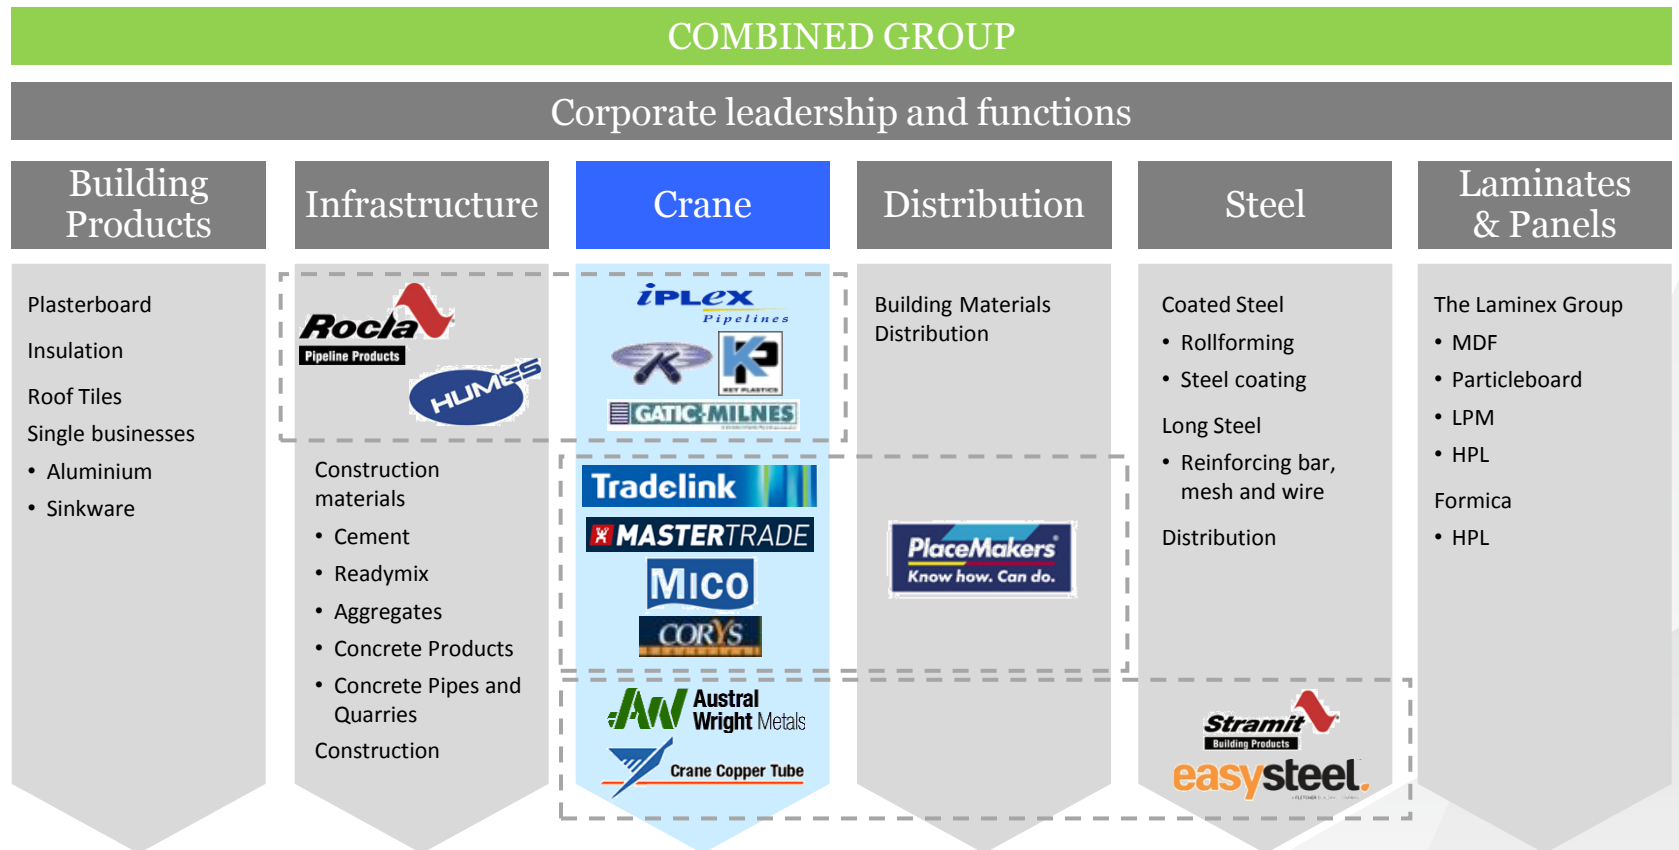 COMBINED GROUP
Corporate leadership and functions
Building
Products
Infrastructure
Crane
Distribution
Steel
Laminates
& Panels
Plasterboard
Insulation
Roof Tiles
Single businesses
• Aluminium
• Sinkware
Rocla
Pipeline Products
HUMES
Construction
materials
• Cement
• Readymix
• Aggregates
• Concrete Products
• Concrete Pipes and
Quarries
Construction
iPLEX
Pipelines
K
KP
KEY PLASTICS
GATIC-MILNES
Tradelink
MASTERTRADE
MICO
CORYS
AW Austral
Wright Metals
Crane Copper Tube
Building Materials
Distribution
PlaceMakers
Know how. Can do.
Coated Steel
• Rollforming
• Steel coating
Long Steel
• Reinforcing bar,
mesh and wire
Distribution
Stramit
Building Products
easysteel.
The Laminex Group
• MDF
• Particleboard
• LPM
• HPL
Formica
• HPL